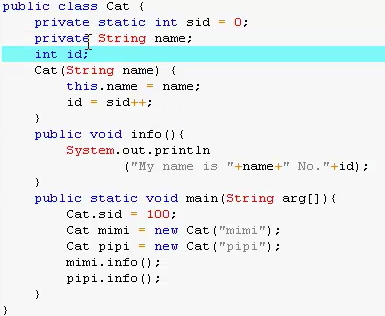 public class Cat {
    private static int sid = 0;
    private String name;
    int id;
    Cat(String name) {
        this.name = name;
        id = sid++;
    }
    public void info(){
        System.out.println
               ("My name is "+name+" No."+id);
    }
    public static void main(String arg[]){
        Cat.sid = 100;
        Cat mimi = new Cat("mimi");
        Cat pipi = new Cat("pipi");
        mimi.info();
        pipi.info();
    }
}